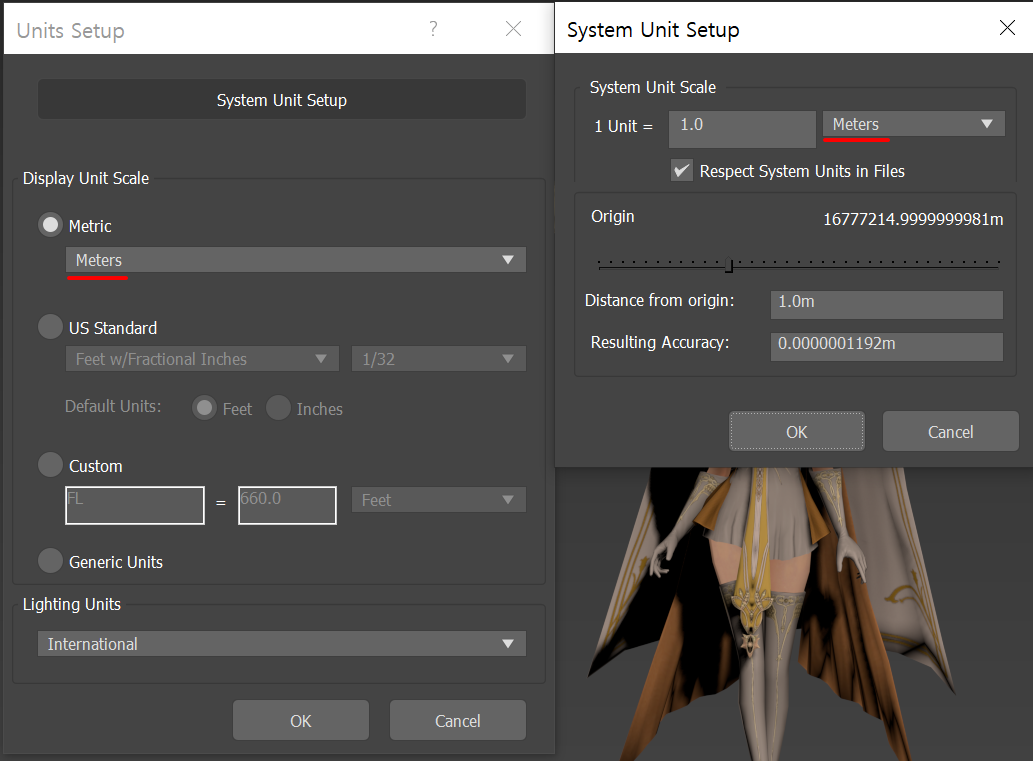 Units Setup
?
System Unit Setup
Display Unit Scale
Metric
Meters
US Standard
Feet w/Fractional Inches
1/32
Default Units:
Feet
Inches
Custom
FL
=
660.0
Feet
Generic Units
Lighting Units
International
OK
Cancel
System Unit Setup
System Unit Scale
1 Unit =
1.0
Meters
Respect System Units in Files
Origin
16777214.9999999981m
Distance from origin:
1.0m
Resulting Accuracy:
0.0000001192m
OK
Cancel